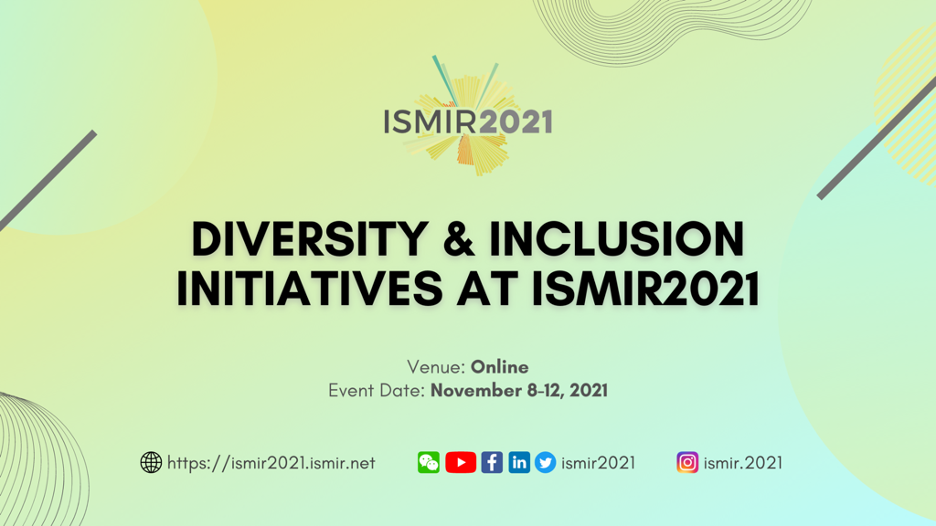 ISMIR2021
DIVERSITY & INCLUSION
INITIATIVES AT ISMIR2021
Venue: Online
Event Date: November 8-12, 2021
https://ismir2021.ismir.net
ismir2021
ismir.2021